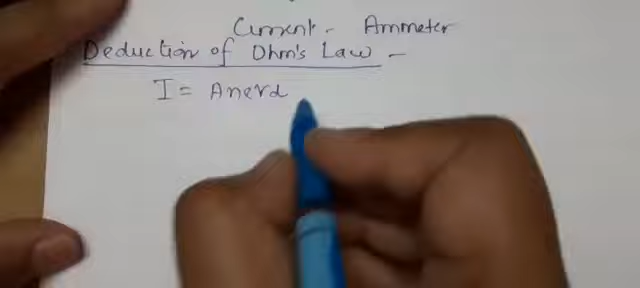 Current - Ammeter
Deduction of Ohm's Law -
I = Anevd